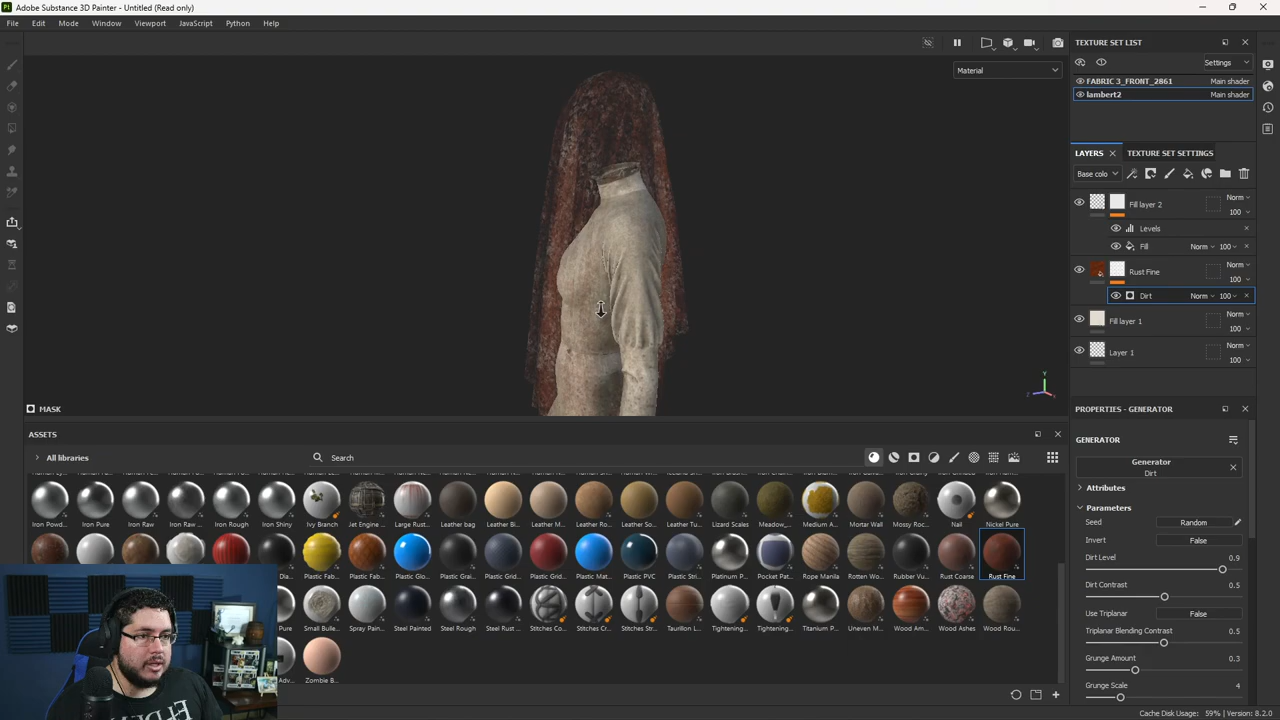 Adobe Substance 3D Painter - Untitled (Read only)
File Edit Mode Window Viewport JavaScript Python Help
Material
TEXTURE SET LIST
Settings
FABRIC 3_FRONT_2861 Main shader
lambert2 Main shader
LAYERS TEXTURE SET SETTINGS
Base colo
Fill layer 2 Norm 100
Levels
Fill Norm 100
Rust Fine Norm 100
Dirt Norm 100
Fill layer 1 Norm 100
Layer 1 Norm 100
MASK
Y
PROPERTIES - GENERATOR
GENERATOR
Generator
Dirt
Attributes
Parameters
Seed Random
Invert False
Dirt Level 0.9
Dirt Contrast 0.5
Use Triplanar False
Triplanar Blending Contrast 0.5
Grunge Amount 0.3
Grunge Scale 4
ASSETS
All libraries Search
Iron Powd... Iron Pure Iron Raw Iron Raw ... Iron Rough Iron Shiny Ivy Branch Jet Engine ... Large Rust... Leather bag Leather Bi... Leather M... Leather Ro... Leather So... Leather Tu... Lizard Scales Meadow_... Medium A... Mortar Wall Mossy Roc... Nail Nickel Pure
Dia... Plastic Fab... Plastic Fab... Plastic Glo... Plastic Grai... Plastic Grid... Plastic Grid... Plastic Mat... Plastic PVC Plastic Stri... Platinum P... Pocket Pat... Rope Manila Rotten Wo... Rubber Vu... Rust Coarse Rust Fine
Pure Small Bulle... Spray Pain... Steel Painted Steel Rough Steel Rust ... Stitches Co... Stitches Cr... Stitches Str... Taurillon L... Tightening... Tightening... Titanium P... Uneven M... Wood Am... Wood Ashes Wood Rou...
Adv... Zombie B...
Cache Disk Usage: 59% | Version: 8.2.0